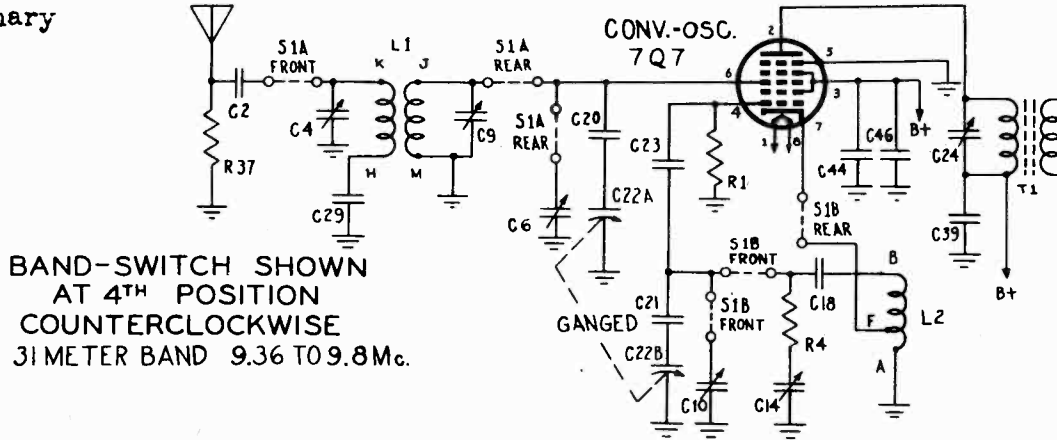 nary
CONV.-OSC.
7Q7
S1A
FRONT
K
L1
J
S1A
REAR
2
5
6
3
4
7
1
8
C2
C4
C9
S1A
REAR
C20
C23
R37
H
M
C29
C6
C22A
R1
C44
C46
B+
C24
T1
S1B
REAR
C39
B+
BAND-SWITCH SHOWN
AT 4TH POSITION
COUNTERCLOCKWISE
31 METER BAND 9.36 TO 9.8 Mc.
GANGED
C21
C22B
S1B
FRONT
S1B
FRONT
C10
C18
R4
C14
B
F
L2
A